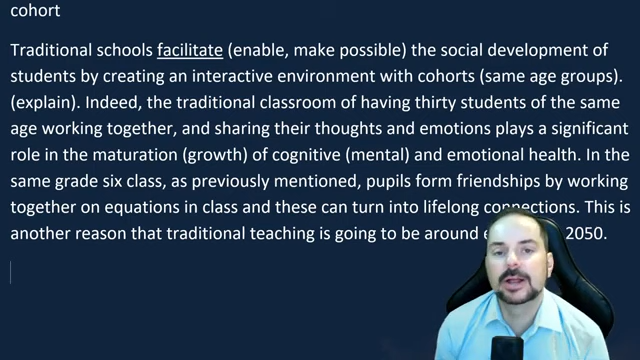 cohort
Traditional schools facilitate (enable, make possible) the social development of
students by creating an interactive environment with cohorts (same age groups).
(explain). Indeed, the traditional classroom of having thirty students of the same
age working together, and sharing their thoughts and emotions plays a significant
role in the maturation (growth) of cognitive (mental) and emotional health. In the
same grade six class, as previously mentioned, pupils form friendships by working
together on equations in class and these can turn into lifelong connections. This is
another reason that traditional teaching is going to be around 2050.